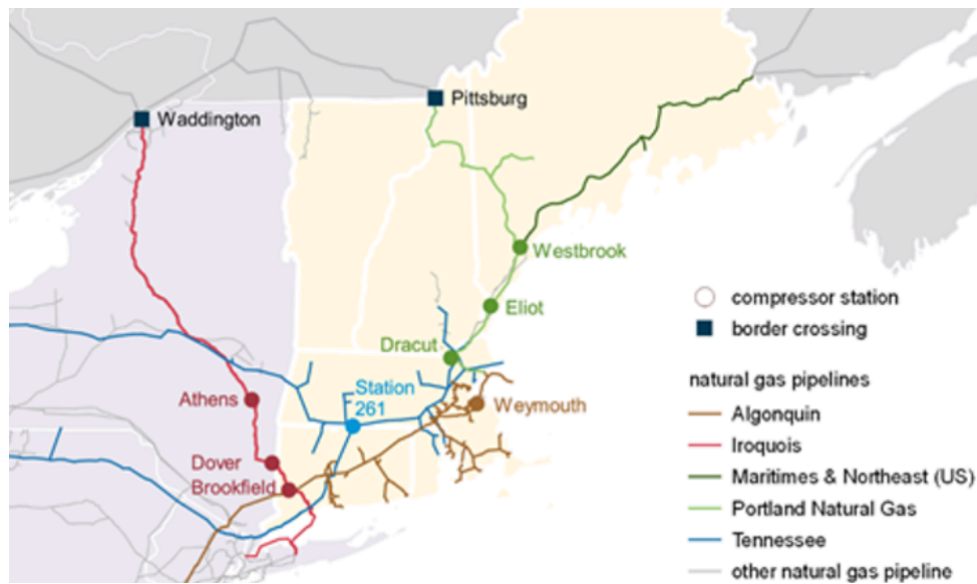 Pittsburg
Waddington
Westbrook
Eliot
Dracut
Station
261
Athens
Weymouth
Dover
Brookfield
compressor station
border crossing
natural gas pipelines
Algonquin
Iroquois
Maritimes & Northeast (US)
Portland Natural Gas
Tennessee
other natural gas pipeline